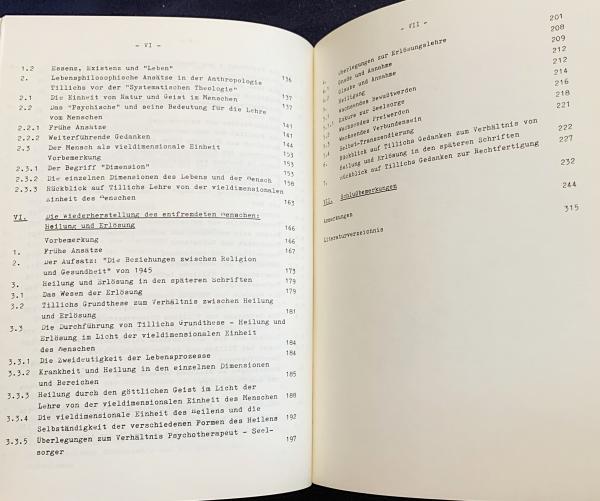 - VI -
1.2 Essenz, Existenz und "Leben"
2. Lebensphilosophische Ansätze in der Anthropologie
Tillichs vor der "Systematischen Theologie" 136
2.1 Die Einheit von Natur und Geist im Menschen 137
2.2 Das "Psychische" und seine Bedeutung für die Lehre 137
vom Menschen
2.2.1 Frühe Ansätze 141
2.2.2 Weiterführende Gedanken 141
2.3 Der Mensch als vieldimensionale Einheit 144
Vorbemerkung 153
2.3.1 Der Begriff "Dimension" 153
2.3.2 Die einzelnen Dimensionen des Lebens und der Mensch 158
2.3.3 Rückblick auf Tillichs Lehre von der vieldimensionalen
Einheit des Menschen 163
VI. Die Wiederherstellung des entfremdeten Menschen:
Heilung und Erlösung 166
Vorbemerkung 166
1. Frühe Ansätze 167
2. Der Aufsatz: "Die Beziehungen zwischen Religion
und Gesundheit" von 1945 173
3. Heilung und Erlösung in den späteren Schriften 179
3.1 Das Wesen der Erlösung 179
3.2 Tillichs Grundthese zum Verhältnis zwischen Heilung
und Erlösung 181
3.3 Die Durchführung von Tillichs Grundthese - Heilung und
Erlösung im Licht der vieldimensionalen Einheit
des Menschen 184
3.3.1 Die Zweideutigkeit der Lebensprozesse 184
3.3.2 Krankheit und Heilung in den einzelnen Dimensionen
und Bereichen 185
3.3.3 Heilung durch den göttlichen Geist im Licht der
Lehre von der vieldimensionalen Einheit des Menschen 188
3.3.4 Die vieldimensionale Einheit des Heilens und die
Selbständigkeit der verschiedenen Formen des Heilens 192
3.3.5 Überlegungen zum Verhältnis Psychotherapeut - Seel-
sorger 197
- VII -
Überlegungen zur Erlösungslehre 201
Gnade und Annahme 208
Glaube und Annahme 209
Heiligung 212
Wachsendes Bewußtwerden 212
Exkurs zur Seelsorge 214
Wachsendes Freiwerden 216
Wachsendes Verbundensein 218
Selbst-Transzendierung 221
Rückblick auf Tillichs Gedanken zum Verhältnis von
Heilung und Erlösung in den späteren Schriften 222
Rückblick auf Tillichs Gedanken zur Rechtfertigung 227
232
VII. Schlußbemerkungen 244
Anmerkungen
315
Literaturverzeichnis